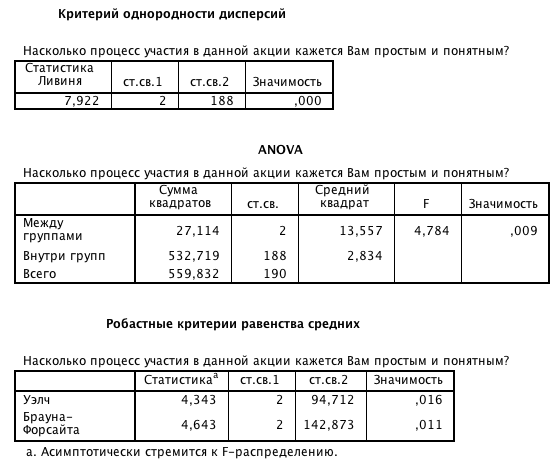 Критерий однородности дисперсий
Насколько процесс участия в данной акции кажется Вам простым и понятным?
Статистика Ливиня ст.св.1 ст.св.2 Значимость
7,922 2 188 ,000
ANOVA
Насколько процесс участия в данной акции кажется Вам простым и понятным?
Сумма квадратов ст.св. Средний квадрат F Значимость
Между группами 27,114 2 13,557 4,784 ,009
Внутри групп 532,719 188 2,834
Всего 559,832 190
Робастные критерии равенства средних
Насколько процесс участия в данной акции кажется Вам простым и понятным?
Статистикаa ст.св.1 ст.св.2 Значимость
Уэлч 4,343 2 94,712 ,016
Брауна-Форсайта 4,643 2 142,873 ,011
a. Асимптотически стремится к F-распределению.